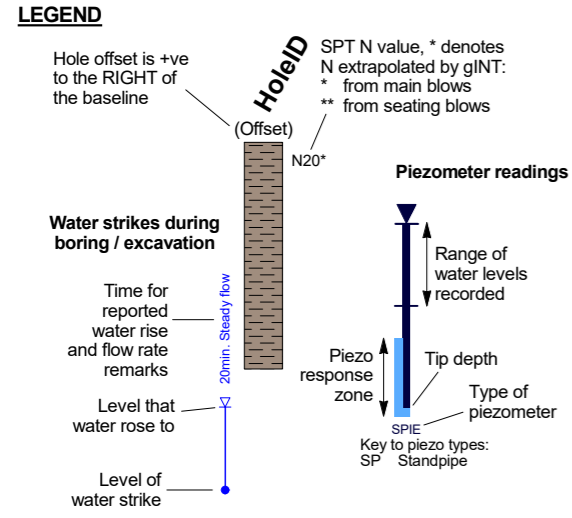 LEGEND
Hole offset is +ve
to the RIGHT of
the baseline
HoleID
(Offset)
SPT N value, * denotes
N extrapolated by gINT:
* from main blows
** from seating blows
N20*
Water strikes during
boring / excavation
Time for
reported
water rise
and flow rate
remarks
20min. Steady flow
Level that
water rose to
Level of
water strike
Piezometer readings
Range of
water levels
recorded
Piezo
response
zone
Tip depth
Type of
piezometer
SPIE
Key to piezo types:
SP Standpipe